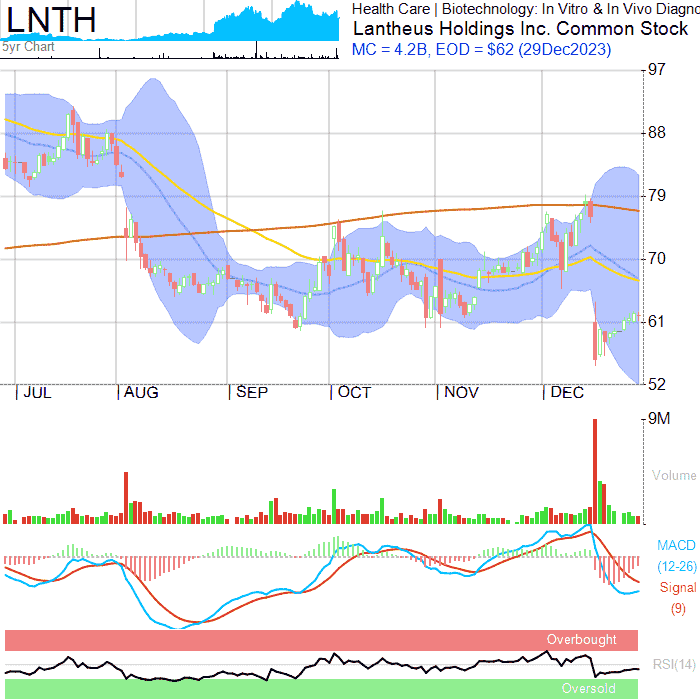 LNTH
5yr Chart
Health Care | Biotechnology: In Vitro & In Vivo Diagno
Lantheus Holdings Inc. Common Stock
MC = 4.2B, EOD = $62 (29Dec2023)
97
88
79
70
61
52
JUL AUG SEP OCT NOV DEC
9M
Volume
MACD
(12-26)
Signal
(9)
Overbought
RSI(14)
Oversold